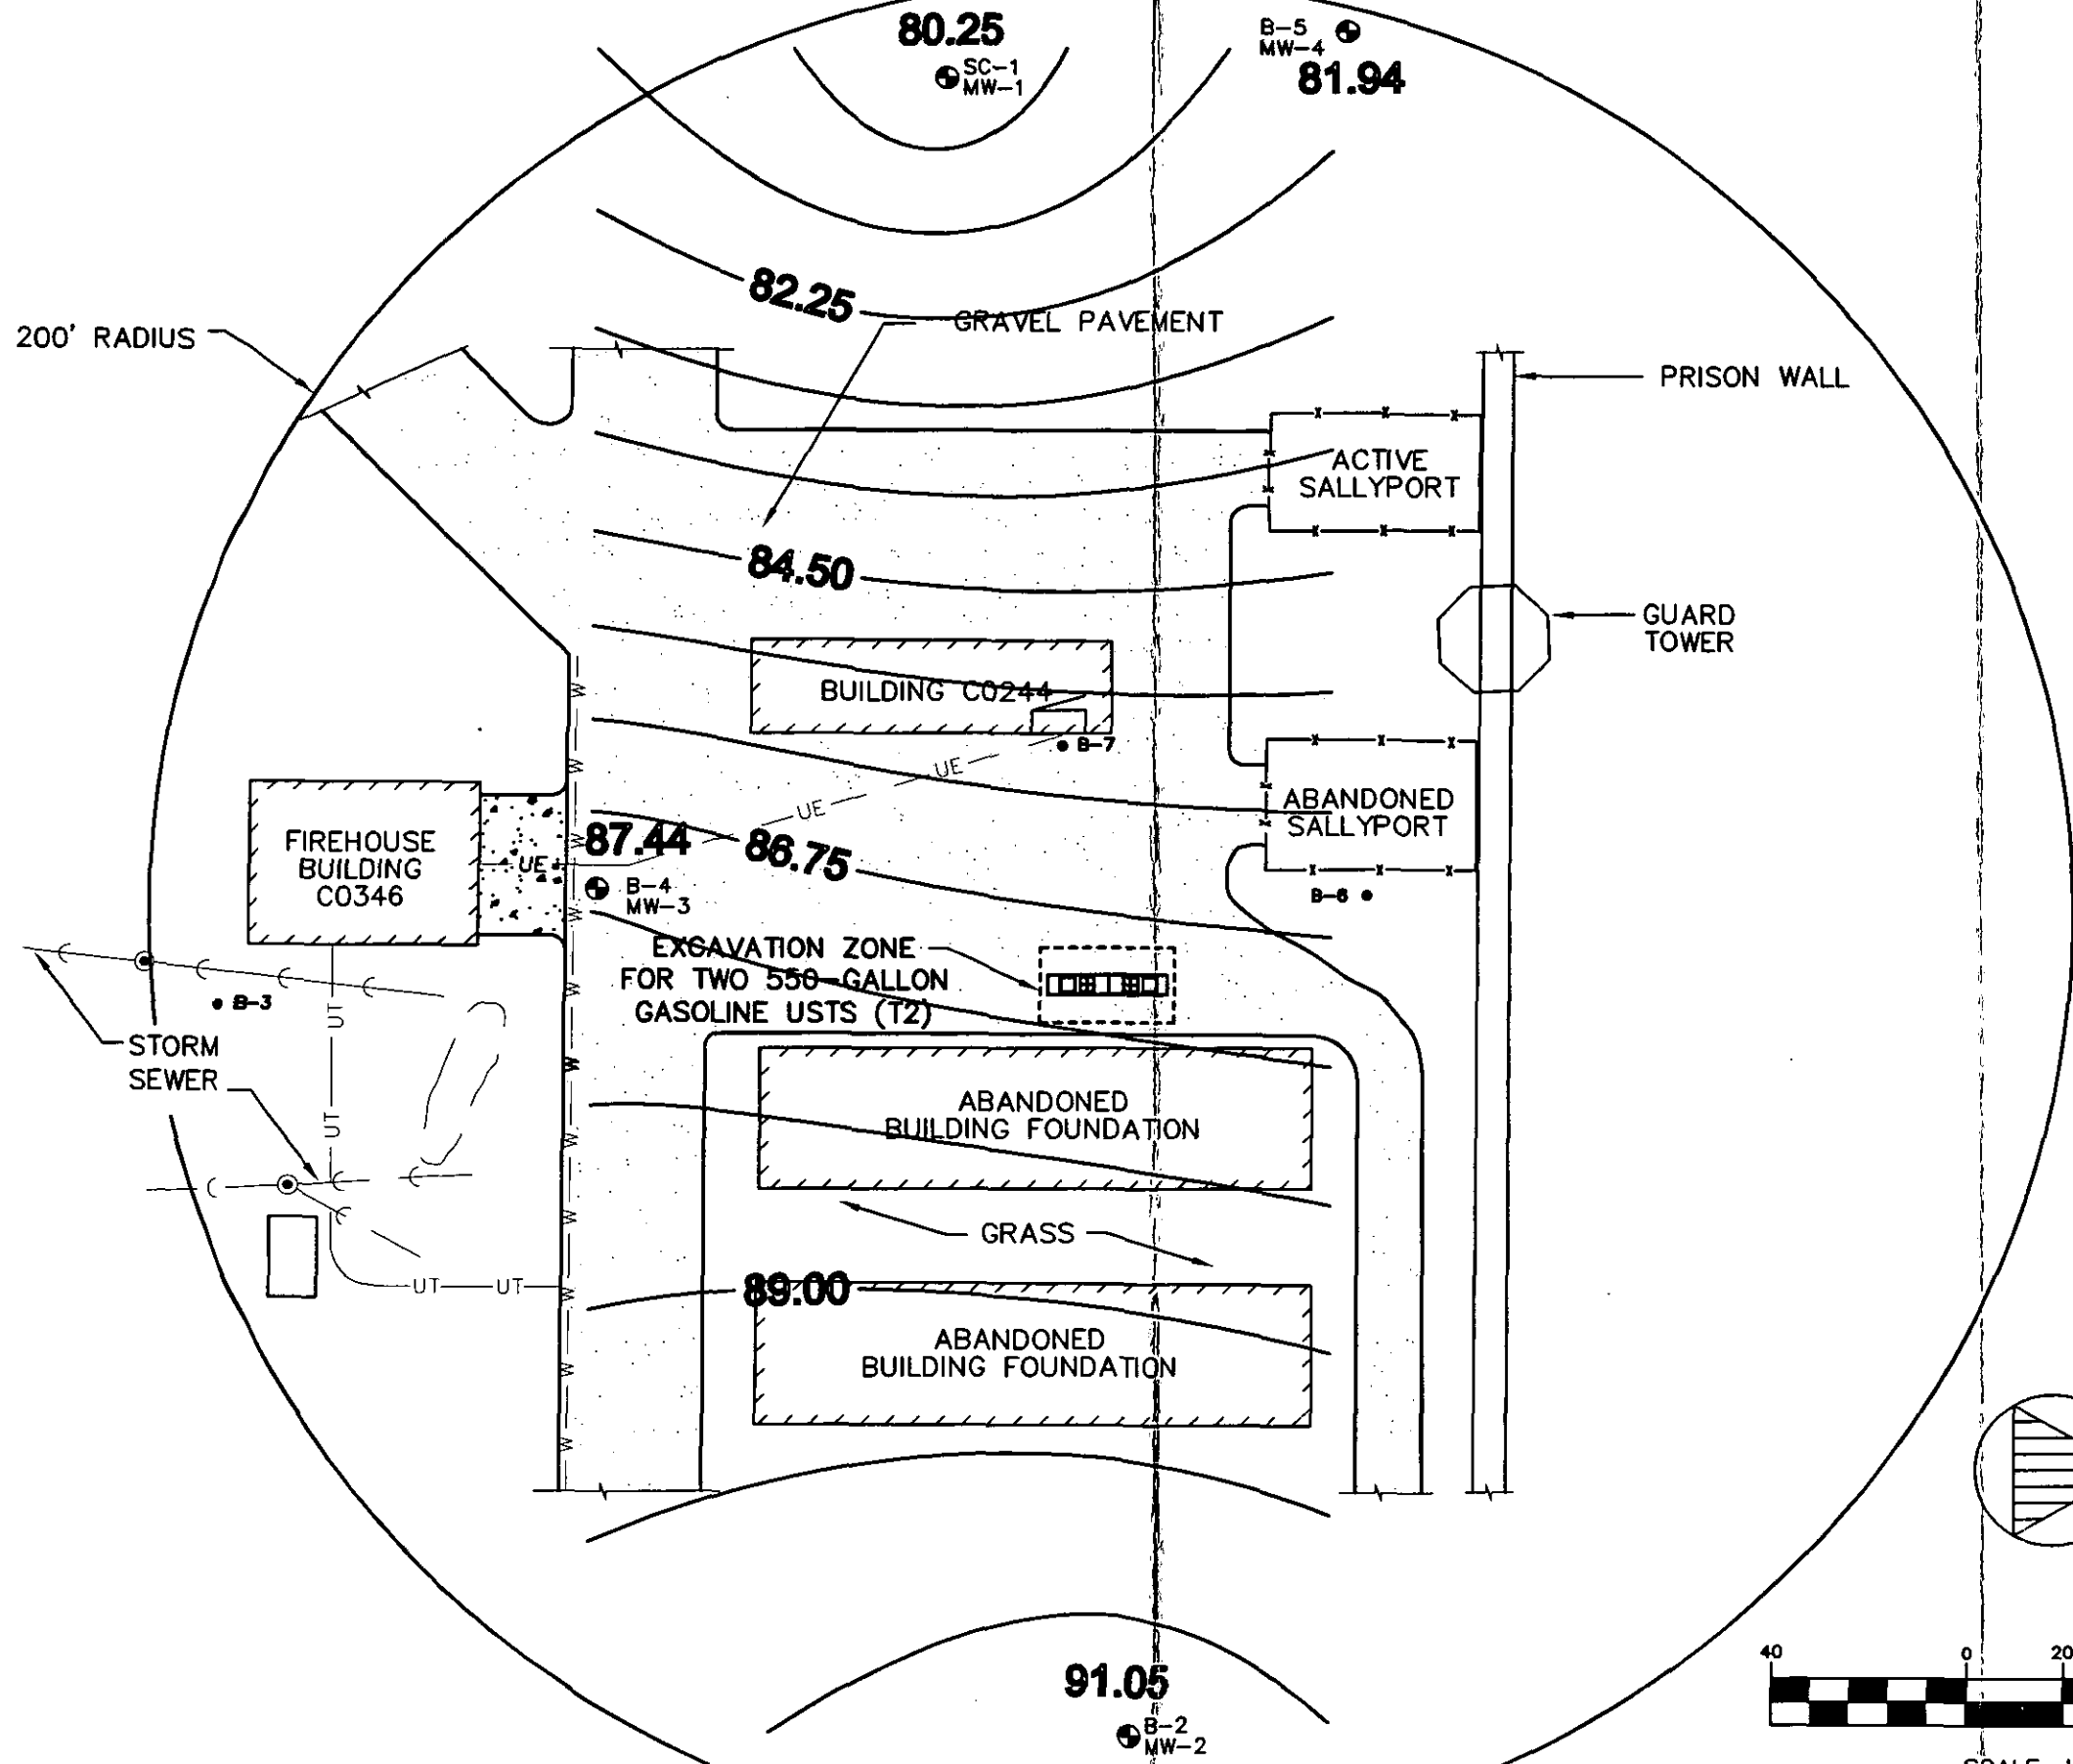 80.25
SC-1
MW-1
B-5
MW-4
81.94
82.25
GRAVEL PAVEMENT
200' RADIUS
PRISON WALL
ACTIVE
SALLYPORT
84.50
GUARD
TOWER
BUILDING C0244
B-7
UE
UE
ABANDONED
SALLYPORT
FIREHOUSE
BUILDING
C0346
UE
87.44
86.75
B-4
MW-3
B-6
EXCAVATION ZONE
FOR TWO 550-GALLON
GASOLINE USTS (T2)
B-3
UT
STORM
SEWER
UT
ABANDONED
BUILDING FOUNDATION
GRASS
UT
UT
89.00
ABANDONED
BUILDING FOUNDATION
91.05
B-2
MW-2
40
0
20